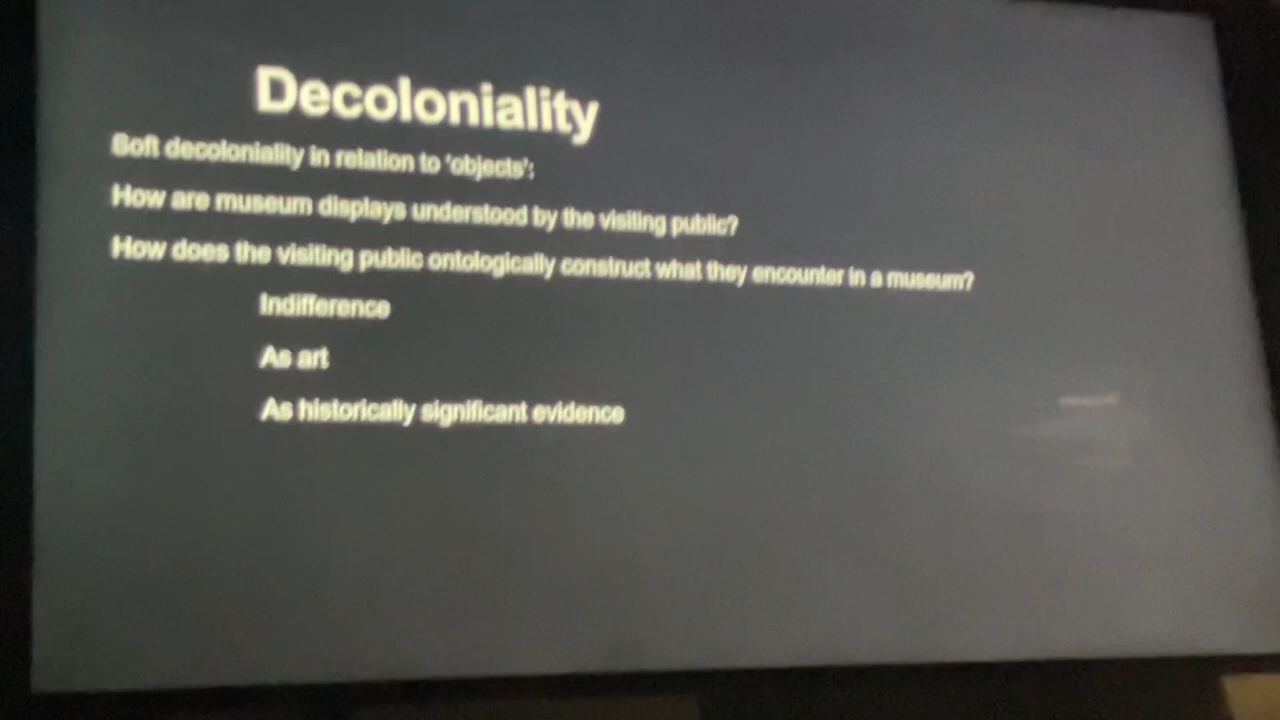 Decoloniality
Soft decoloniality in relation to 'objects';
How are museum displays understood by the visiting public?
How does the visiting public ontologically construct what they encounter in a museum?
Indifference
As art
As historically significant evidence